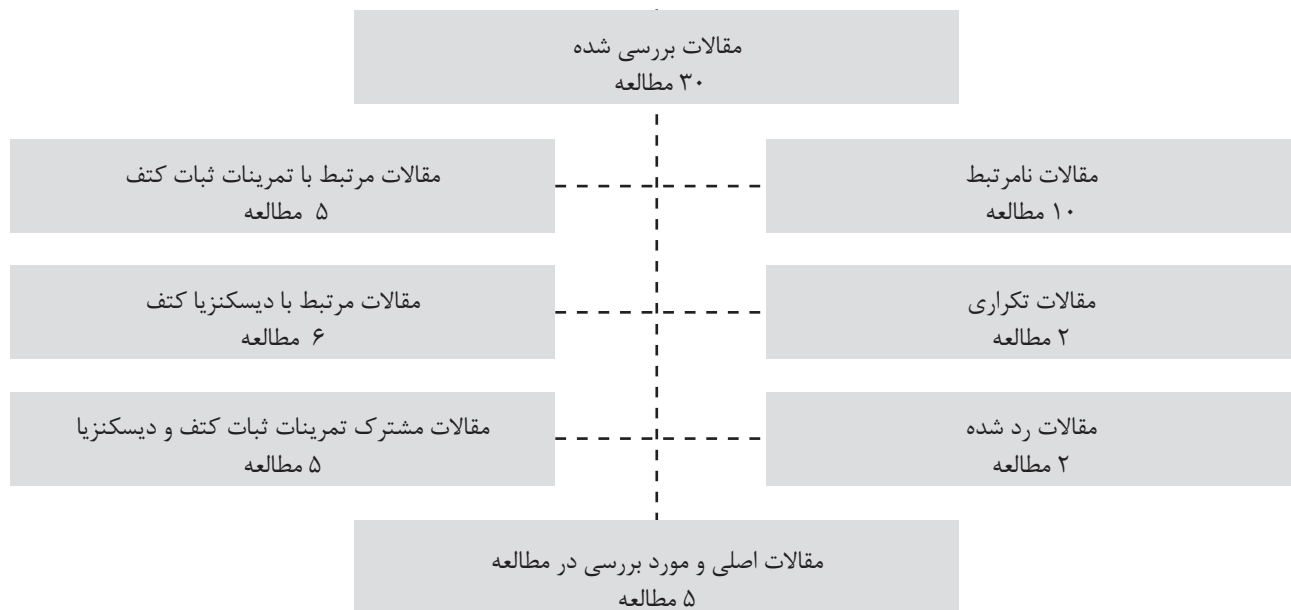 مقالات بررسی شده
۳۰ مطالعه
مقالات نامرتبط
۱۰ مطالعه
مقالات مرتبط با تمرینات ثبات کتف
۵ مطالعه
مقالات تکراری
۲ مطالعه
مقالات مرتبط با دیسکنزیا کتف
۶ مطالعه
مقالات رد شده
۲ مطالعه
مقالات مشترک تمرینات ثبات کتف و دیسکنزیا
۵ مطالعه
مقالات اصلی و مورد بررسی در مطالعه
۵ مطالعه